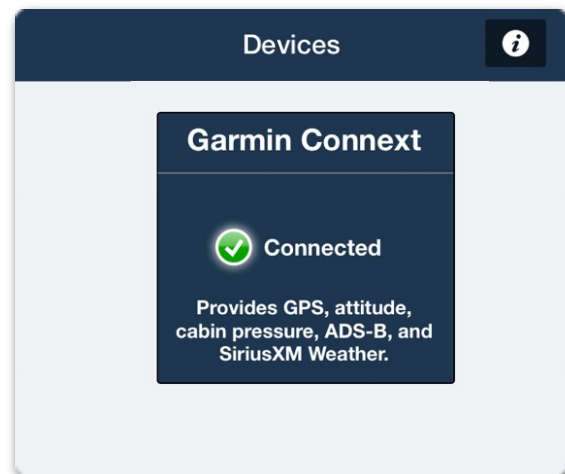 Devices
Garmin Connext
Connected
Provides GPS, attitude,
cabin pressure, ADS-B, and
SiriusXM Weather.